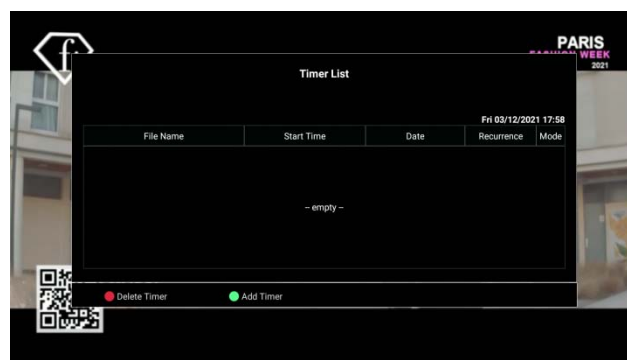 f
PARIS
FASHION WEEK
2021
Timer List
Fri 03/12/2021 17:58
File Name Start Time Date Recurrence Mode
-- empty --
Delete Timer Add Timer